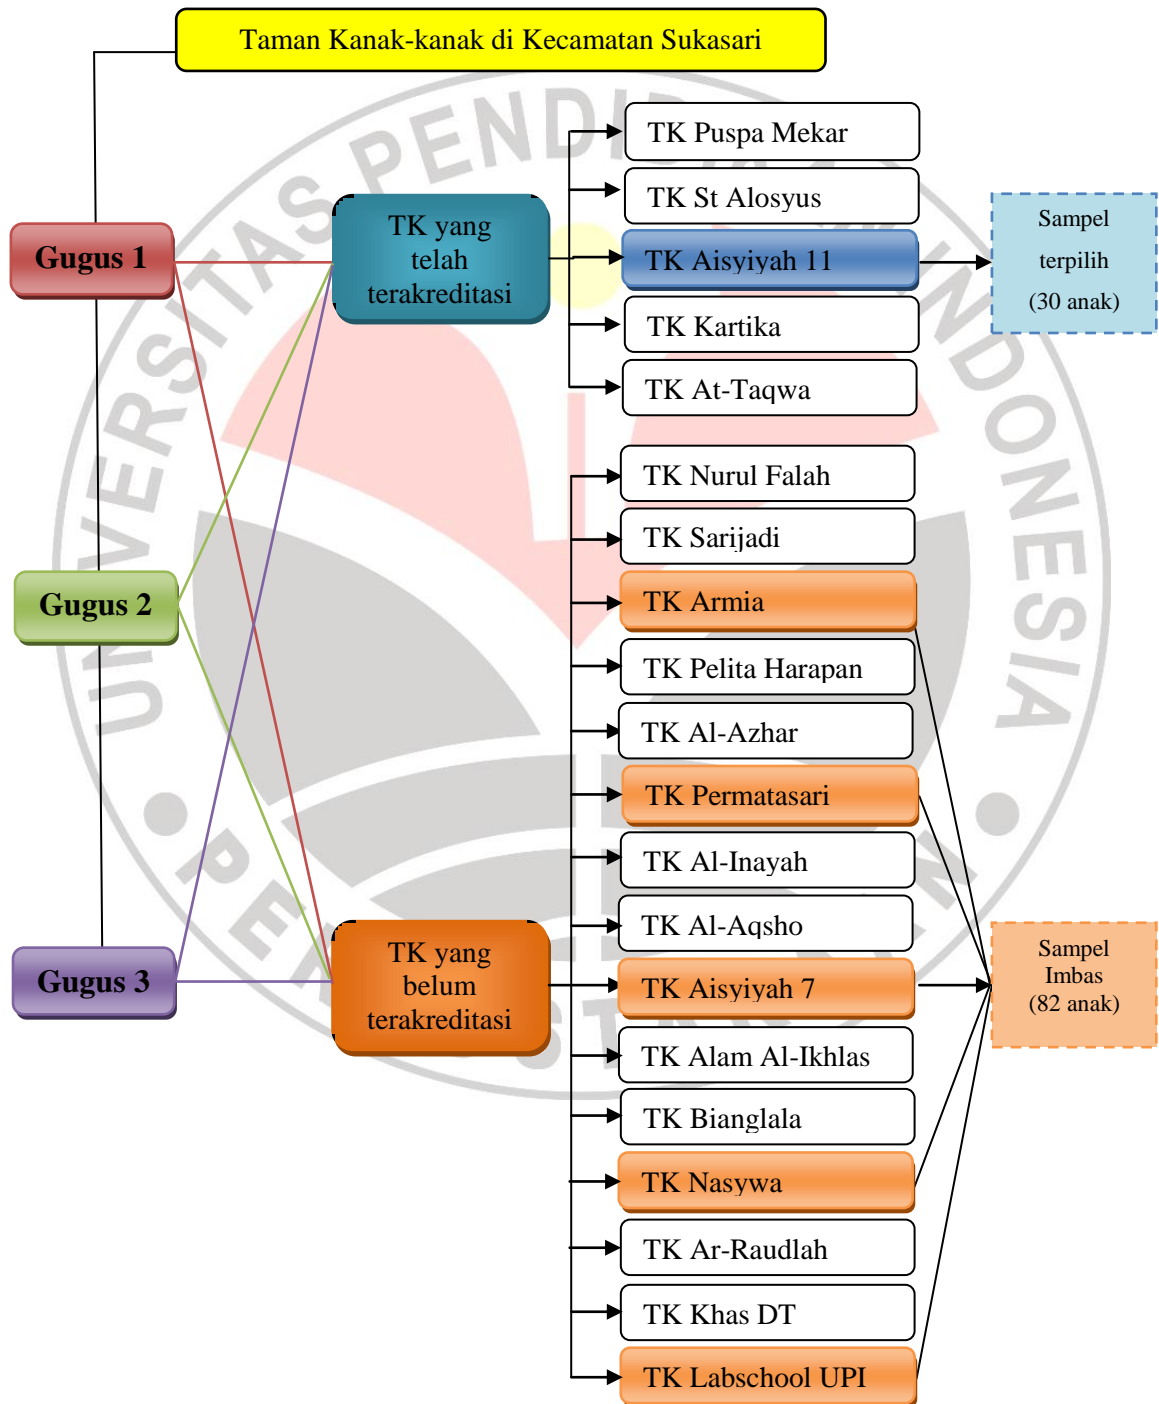 Taman Kanak-kanak di Kecamatan Sukasari
Gugus 1
Gugus 2
Gugus 3
TK yang
telah
terakreditasi
TK yang
belum
terakreditasi
TK Puspa Mekar
TK St Alosyus
TK Aisyiyah 11
TK Kartika
TK At-Taqwa
TK Nurul Falah
TK Sarijadi
TK Armia
TK Pelita Harapan
TK Al-Azhar
TK Permatasari
TK Al-Inayah
TK Al-Aqsho
TK Aisyiyah 7
TK Alam Al-Ikhlas
TK Bianglala
TK Nasywa
TK Ar-Raudlah
TK Khas DT
TK Labschool UPI
Sampel
terpilih
(30 anak)
Sampel
Imbas
(82 anak)
UNIVERSITAS PENDIDIKAN INDONESIA